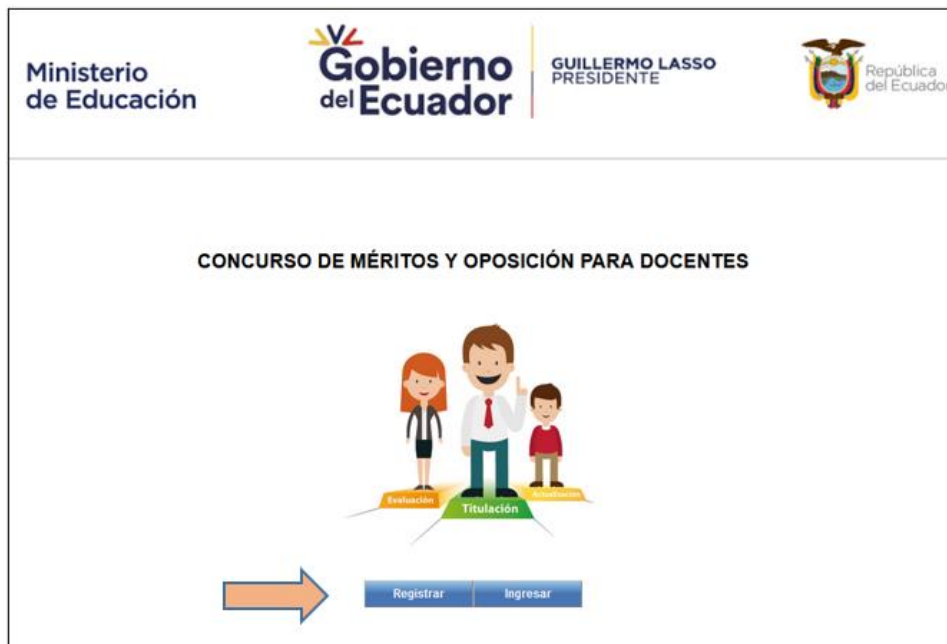 Ministerio
de Educación
Gobierno
del Ecuador
GUILLERMO LASSO
PRESIDENTE
República
del Ecuador
CONCURSO DE MÉRITOS Y OPOSICIÓN PARA DOCENTES
Evaluación
Titulación
Actualización
Registrar
Ingresar